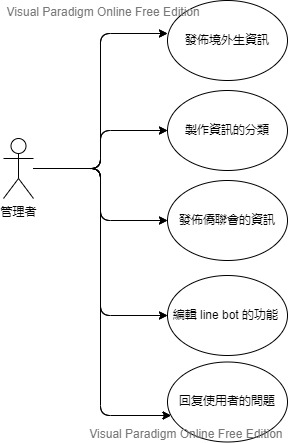 Visual Paradigm Online Free Edition
發佈境外生資訊
製作資訊的分類
管理者
發佈僑聯會的資訊
編輯 line bot 的功能
回复使用者的問題
Visual Paradigm Online Free Edition